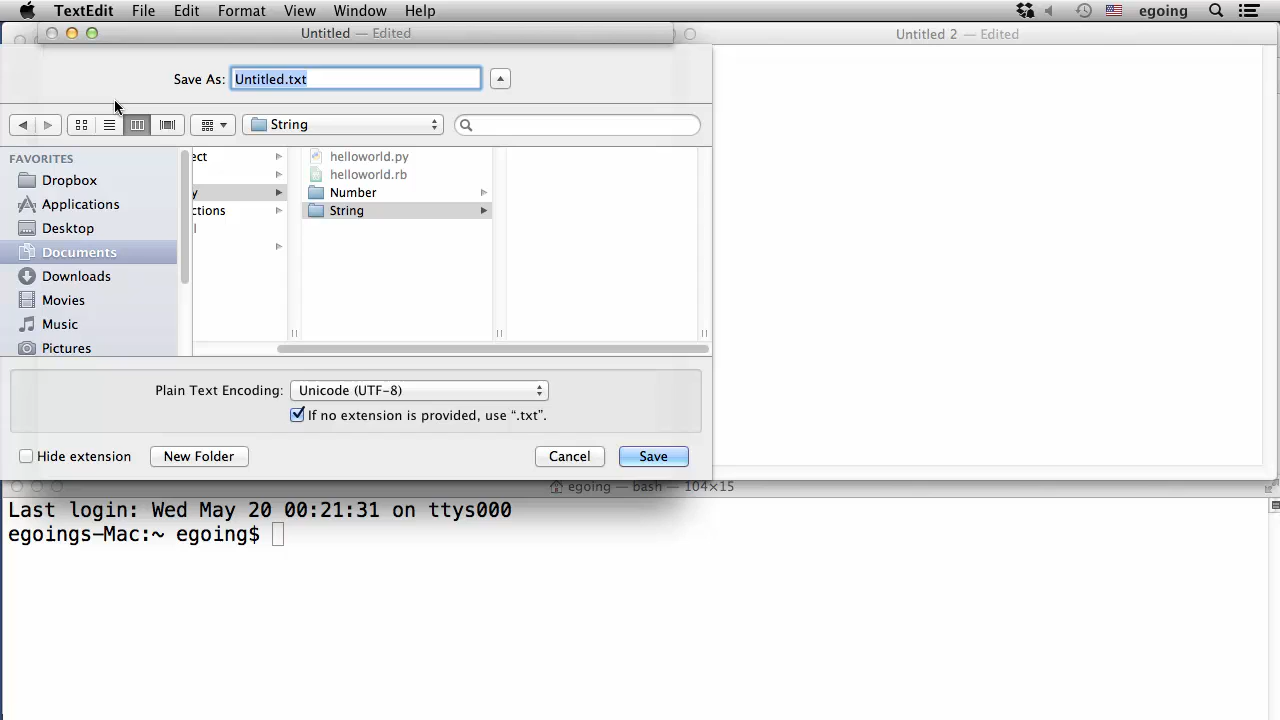 TextEdit File Edit Format View Window Help egoing
Untitled — Edited
Untitled 2 — Edited
Save As: Untitled.txt
String
FAVORITES
Dropbox
Applications
Desktop
Documents
Downloads
Movies
Music
Pictures
ect
y
ctions
l
helloworld.py
helloworld.rb
Number
String
Plain Text Encoding: Unicode (UTF-8)
If no extension is provided, use “.txt”.
Hide extension New Folder Cancel Save
egoing — bash — 104×15
Last login: Wed May 20 00:21:31 on ttys000
egoings-Mac:~ egoing$